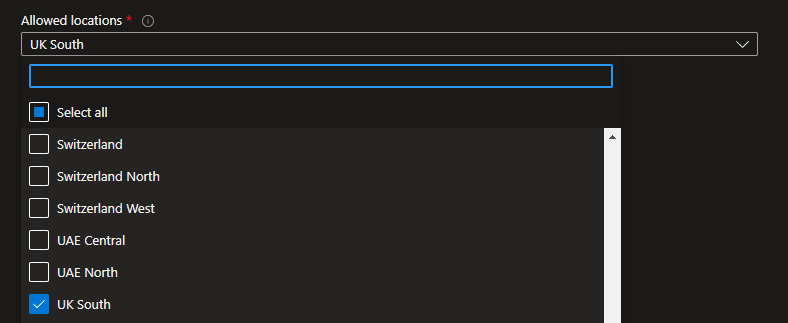 Allowed locations *
UK South
Select all
Switzerland
Switzerland North
Switzerland West
UAE Central
UAE North
UK South